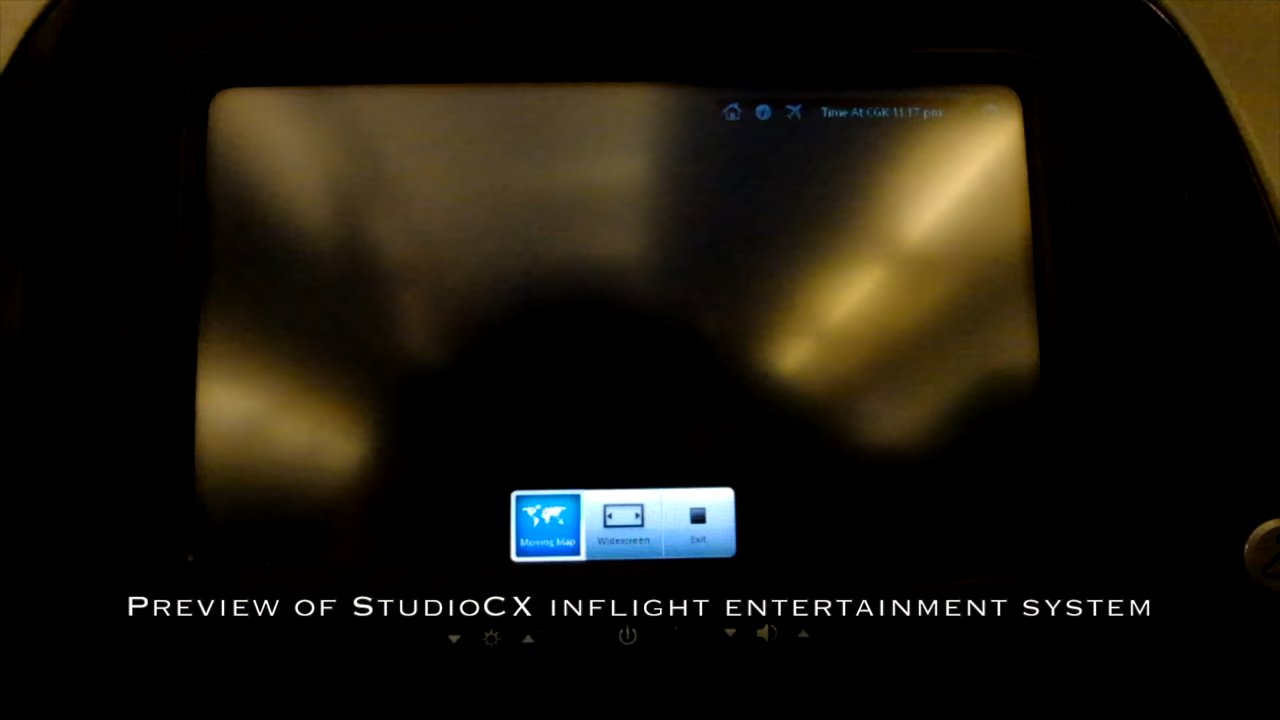 Time At CGK 11:17 pm
Moving Map
Widescreen
Exit
Preview of StudioCX inflight entertainment system